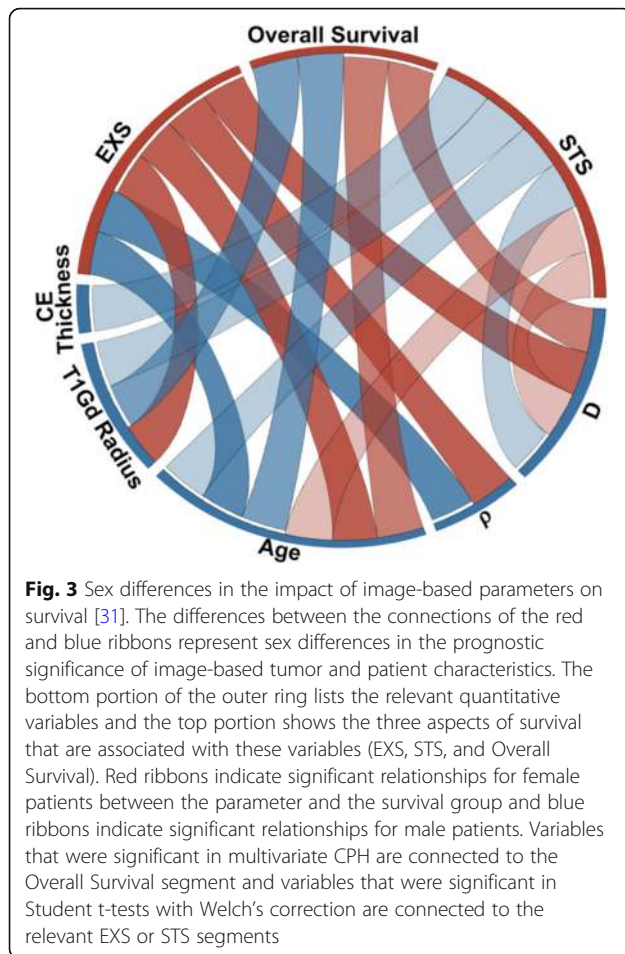 Overall Survival
EXS
STS
CE
Thickness
T1Gd Radius
D
Age
ρ
Fig. 3 Sex differences in the impact of image-based parameters on
survival [31]. The differences between the connections of the red
and blue ribbons represent sex differences in the prognostic
significance of image-based tumor and patient characteristics. The
bottom portion of the outer ring lists the relevant quantitative
variables and the top portion shows the three aspects of survival
that are associated with these variables (EXS, STS, and Overall
Survival). Red ribbons indicate significant relationships for female
patients between the parameter and the survival group and blue
ribbons indicate significant relationships for male patients. Variables
that were significant in multivariate CPH are connected to the
Overall Survival segment and variables that were significant in
Student t-tests with Welch's correction are connected to the
relevant EXS or STS segments